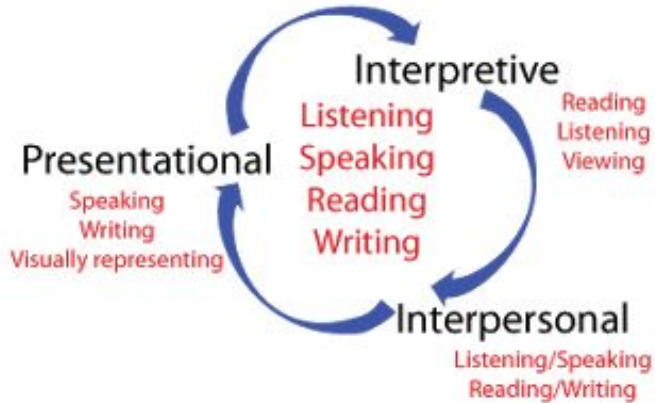 Interpretive
Reading
Listening
Viewing
Listening
Speaking
Reading
Writing
Presentational
Speaking
Writing
Visually representing
Interpersonal
Listening/Speaking
Reading/Writing